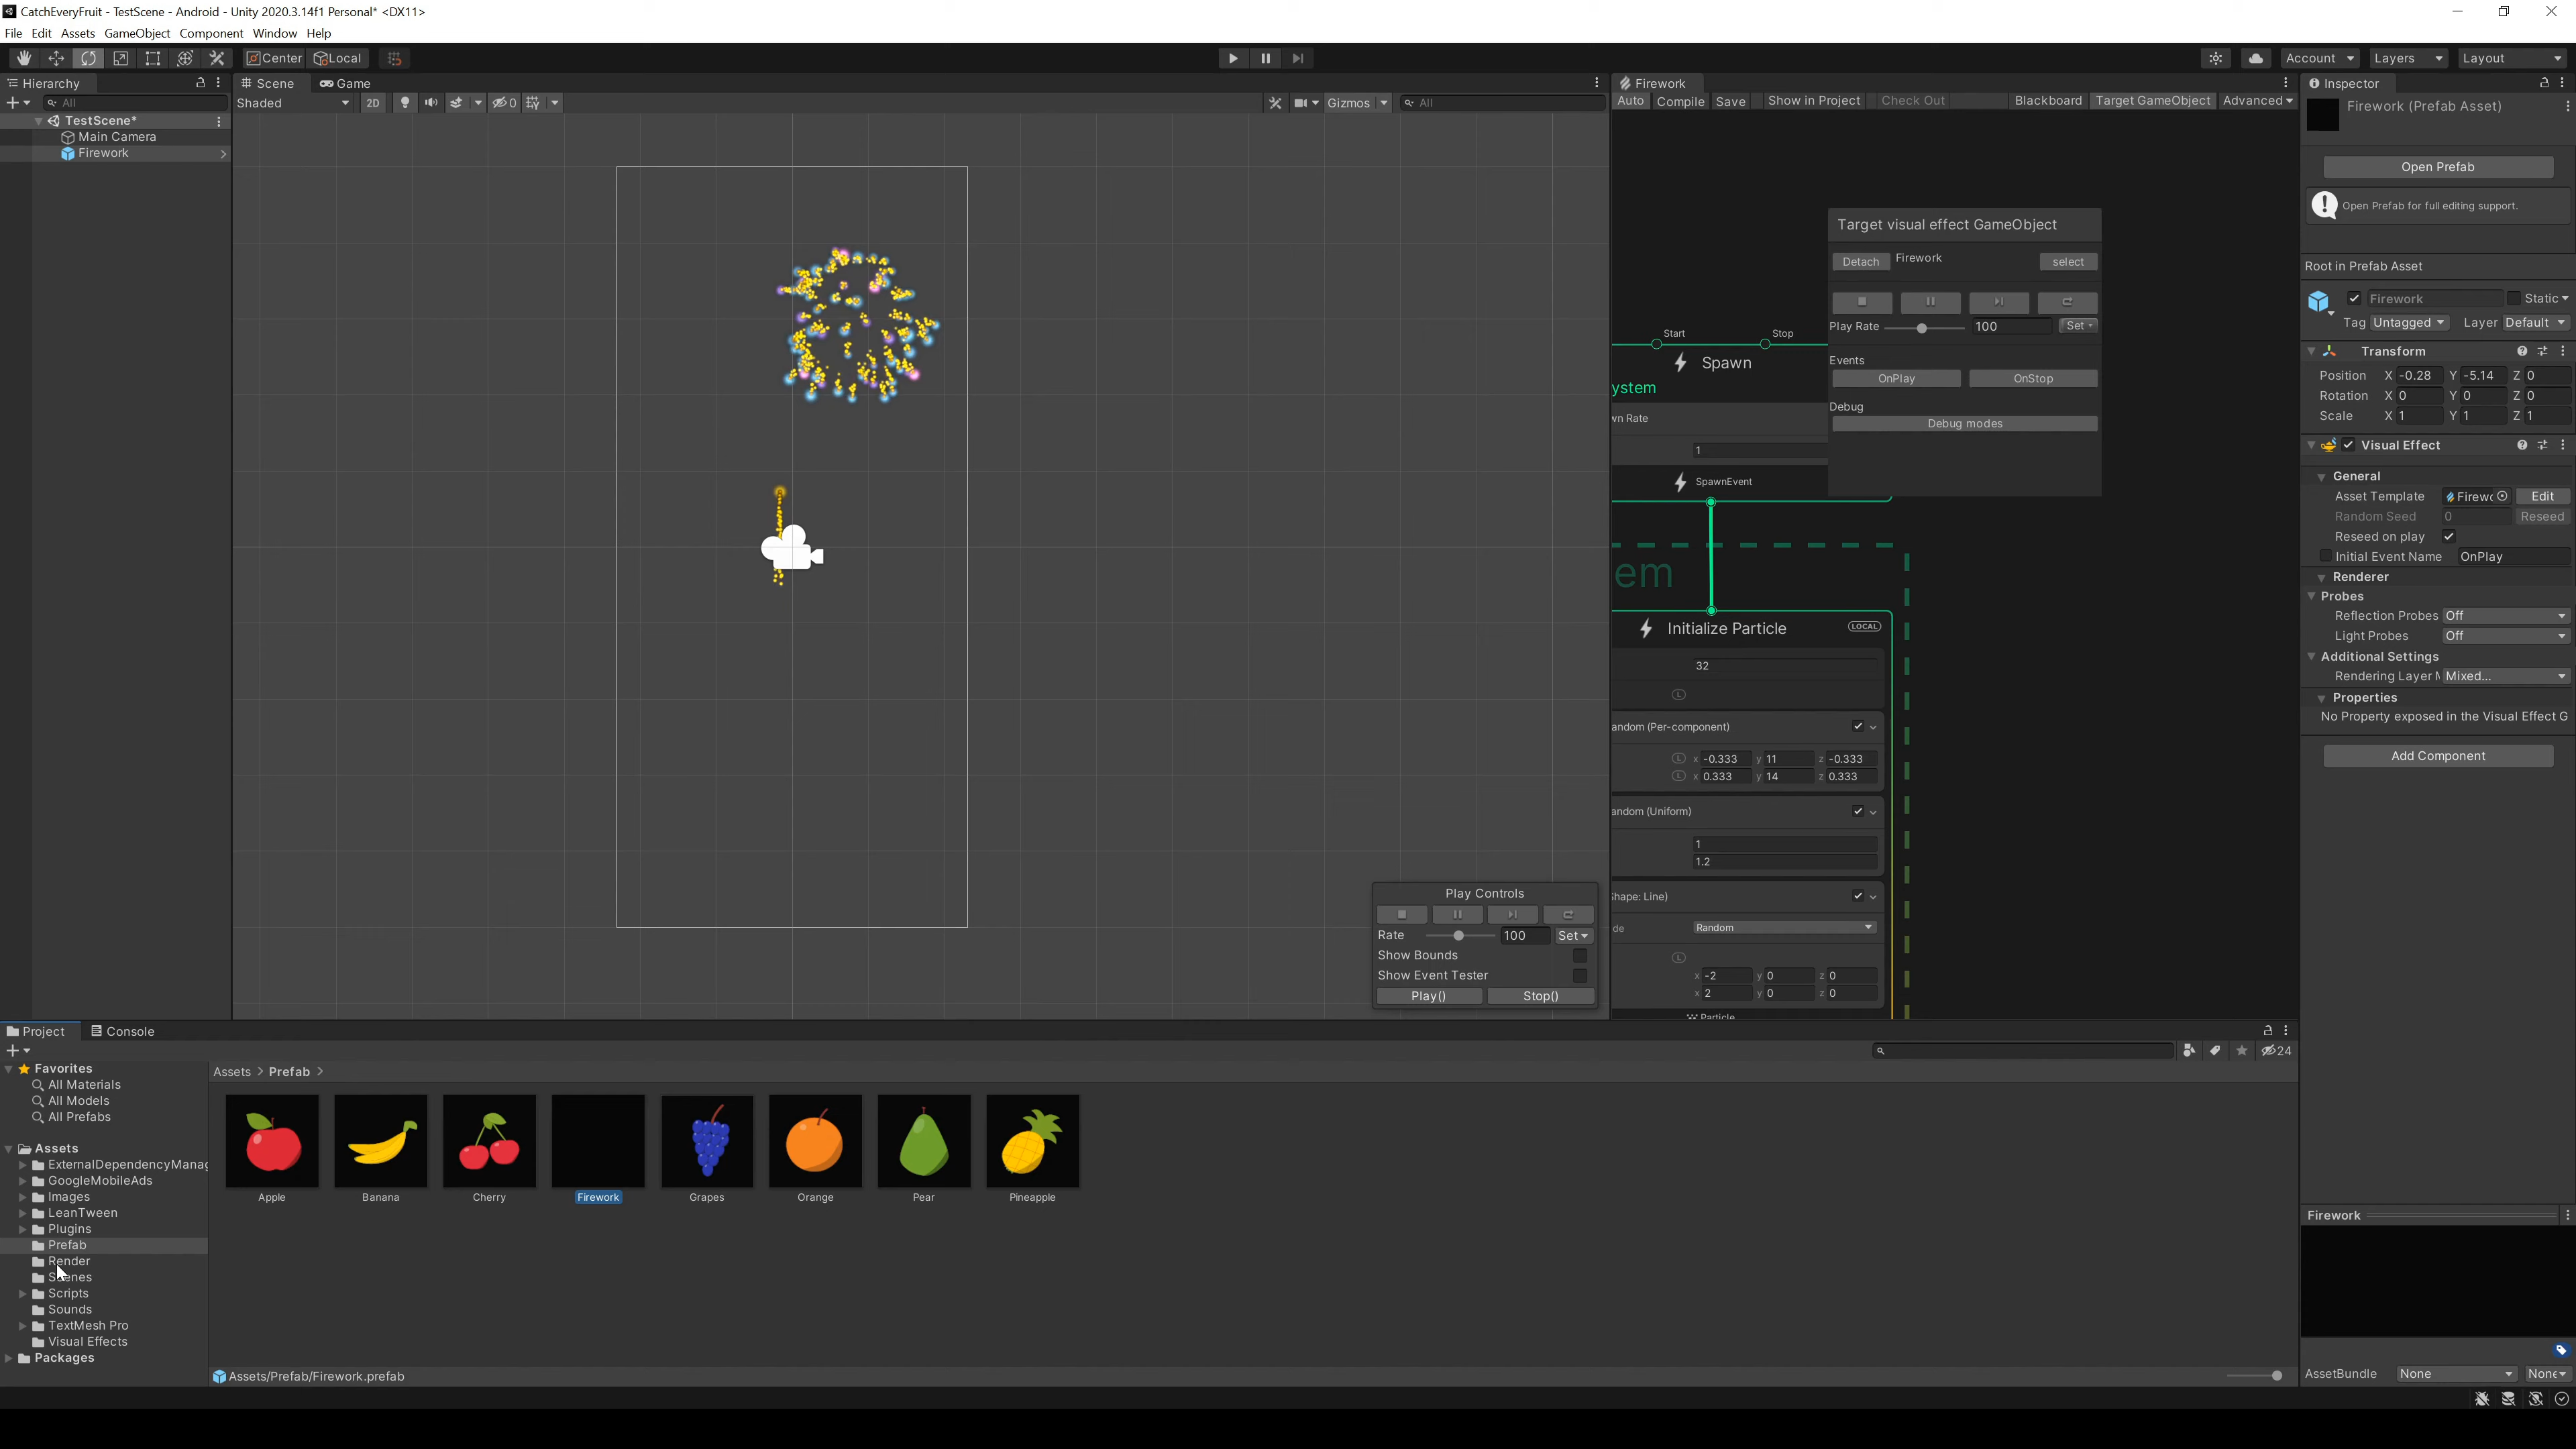 CatchEveryFruit - TestScene - Android - Unity 2020.3.14f1 Personal* <DX11>
File Edit Assets GameObject Component Window Help
Center Local
Account Layers Layout
Hierarchy
All
TestScene*
Main Camera
Firework
Scene Game
Shaded 2D 0 Gizmos All
Play Controls
Rate 100 Set
Show Bounds
Show Event Tester
Play() Stop()
Firework
Auto Compile Save Show in Project Check Out Blackboard Target GameObject Advanced
Target visual effect GameObject
Detach Firework select
Play Rate 100 Set
Events
OnPlay OnStop
Debug
Debug modes
Start Stop
Spawn
ystem
wn Rate
1
SpawnEvent
em
Initialize Particle LOCAL
32
L
andom (Per-component)
L x -0.333 y 11 z -0.333
L x 0.333 y 14 z 0.333
andom (Uniform)
1
1.2
Shape: Line)
de Random
L
x -2 y 0 z 0
x 2 y 0 z 0
Particle
Inspector
Firework (Prefab Asset)
Open Prefab
Open Prefab for full editing support.
Root in Prefab Asset
Firework Static
Tag Untagged Layer Default
Transform
Position X -0.28 Y -5.14 Z 0
Rotation X 0 Y 0 Z 0
Scale X 1 Y 1 Z 1
Visual Effect
General
Asset Template Firewo Edit
Random Seed 0 Reseed
Reseed on play
Initial Event Name OnPlay
Renderer
Probes
Reflection Probes Off
Light Probes Off
Additional Settings
Rendering Layer M Mixed...
Properties
No Property exposed in the Visual Effect G
Add Component
Firework
AssetBundle None None
Project Console
24
Favorites
All Materials
All Models
All Prefabs
Assets
ExternalDependencyManag
GoogleMobileAds
Images
LeanTween
Plugins
Prefab
Render
Scenes
Scripts
Sounds
TextMesh Pro
Visual Effects
Packages
Assets > Prefab >
Apple Banana Cherry Firework Grapes Orange Pear Pineapple
Assets/Prefab/Firework.prefab